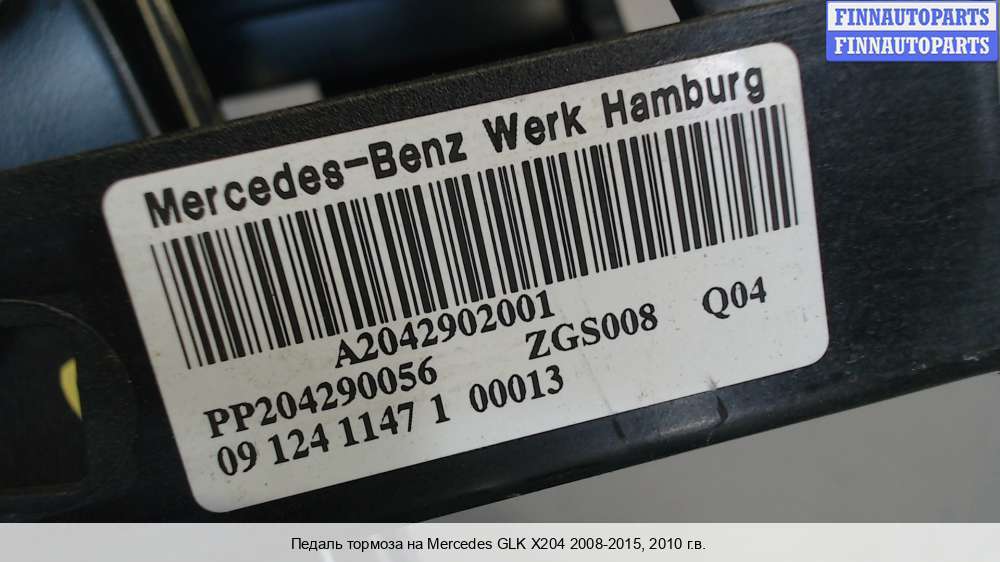 FINNAUTOPARTS
FINNAUTOPARTS
Mercedes-Benz Werk Hamburg
A2042902001
PP204290056 ZGS008 Q04
09 124 1147 1 00013
Педаль тормоза на Mercedes GLK X204 2008-2015, 2010 г.в.